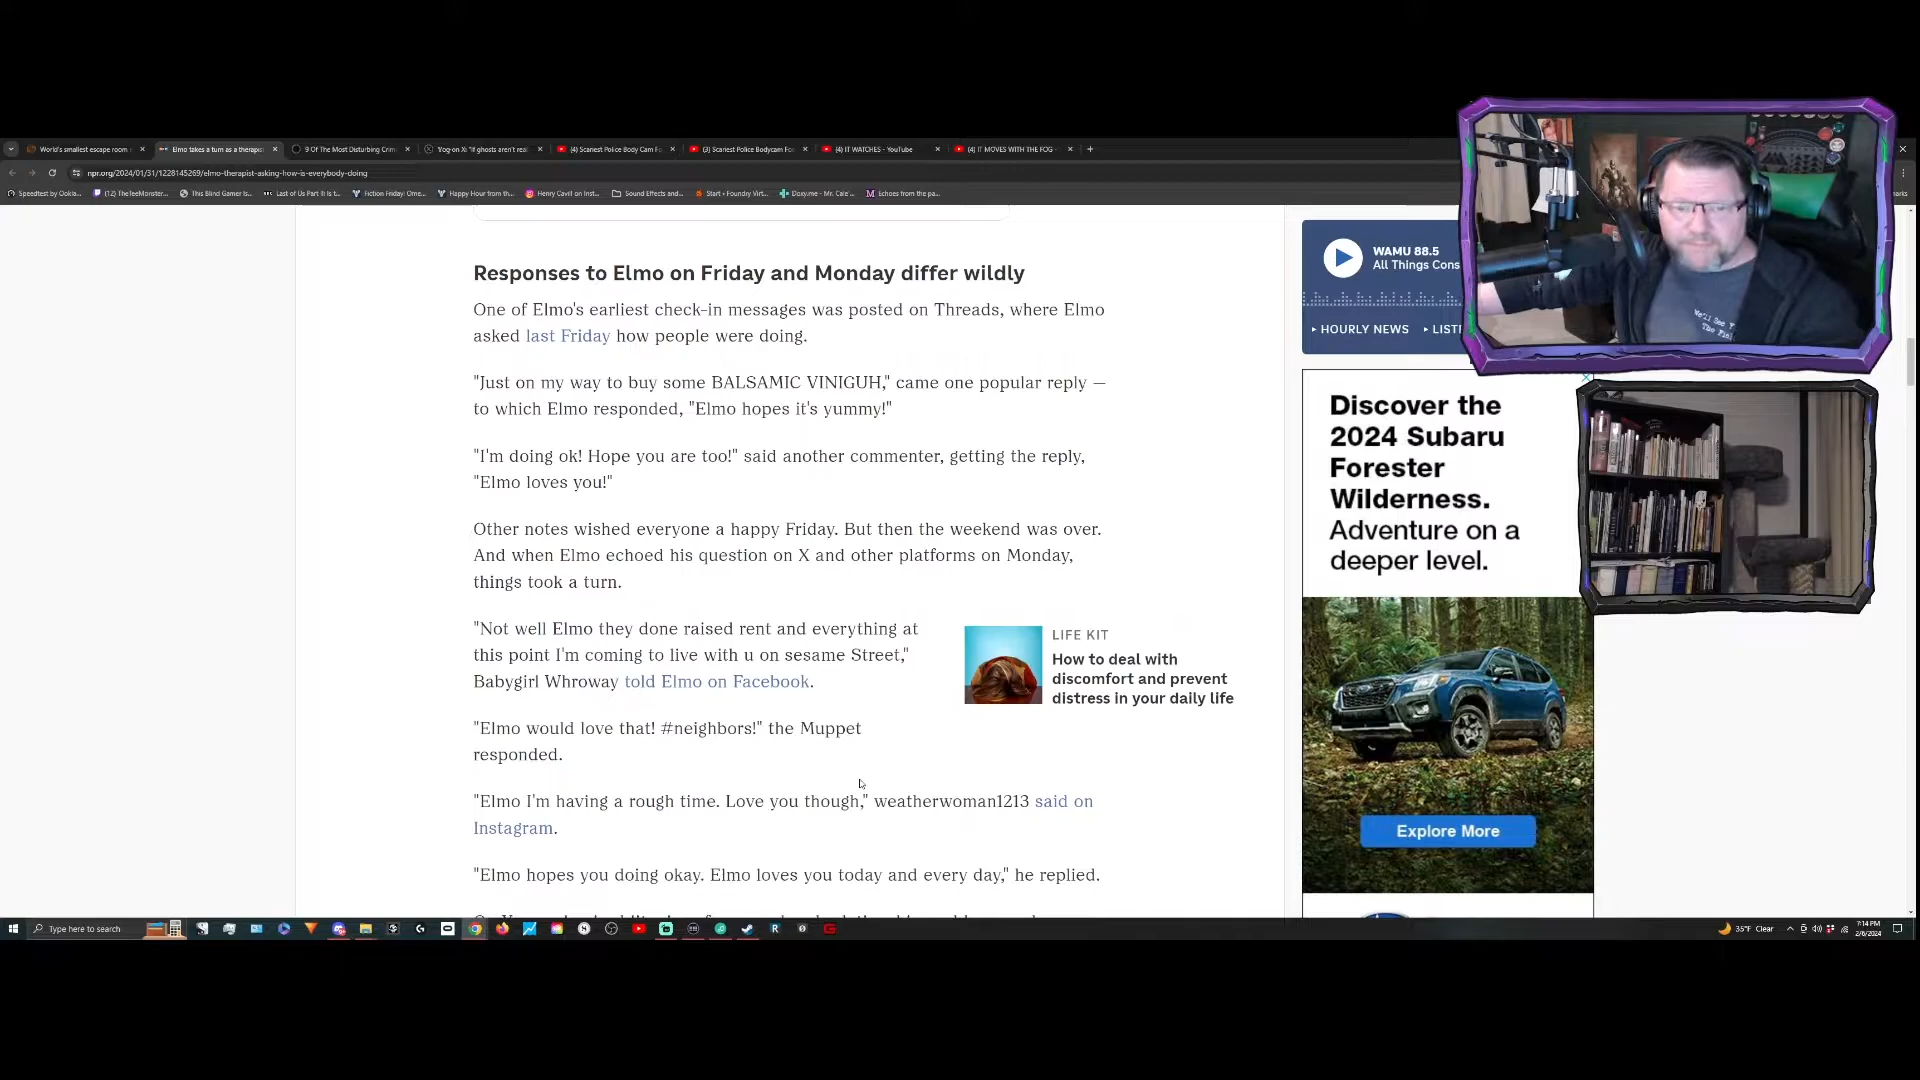 World's smallest escape room
Elmo takes a turn as a therapist
9 Of The Most Disturbing Crim
Yog on X: "If ghosts aren't real
(4) Scariest Police Body Cam Fo
(3) Scariest Police Bodycam Foo
(4) IT WATCHES - YouTube
(4) IT MOVES WITH THE FOG -
npr.org/2024/01/31/1228145269/elmo-therapist-asking-how-is-everybody-doing
Speedtest by Ookla...
(12) TheTeeMonster...
This Blind Gamer Is...
Last of Us Part II Is t...
Fiction Friday: Ome...
Happy Hour from th...
Henry Cavill on Inst...
Sound Effects and...
Start • Foundry Virt...
Doxy.me - Mr. Cale'...
Echoes from the pa...
Responses to Elmo on Friday and Monday differ wildly
One of Elmo's earliest check-in messages was posted on Threads, where Elmo
asked last Friday how people were doing.
"Just on my way to buy some BALSAMIC VINIGUH," came one popular reply —
to which Elmo responded, "Elmo hopes it's yummy!"
"I'm doing ok! Hope you are too!" said another commenter, getting the reply,
"Elmo loves you!"
Other notes wished everyone a happy Friday. But then the weekend was over.
And when Elmo echoed his question on X and other platforms on Monday,
things took a turn.
"Not well Elmo they done raised rent and everything at
this point I'm coming to live with u on sesame Street,"
Babygirl Whroway told Elmo on Facebook.
LIFE KIT
How to deal with
discomfort and prevent
distress in your daily life
"Elmo would love that! #neighbors!" the Muppet
responded.
"Elmo I'm having a rough time. Love you though," weatherwoman1213 said on
Instagram.
"Elmo hopes you doing okay. Elmo loves you today and every day," he replied.
WAMU 88.5
All Things Cons
HOURLY NEWS
LIST
Discover the
2024 Subaru
Forester
Wilderness.
Adventure on a
deeper level.
Explore More
We'll See Y
The Fiel
Type here to search
35°F Clear
7:14 PM
2/6/2024